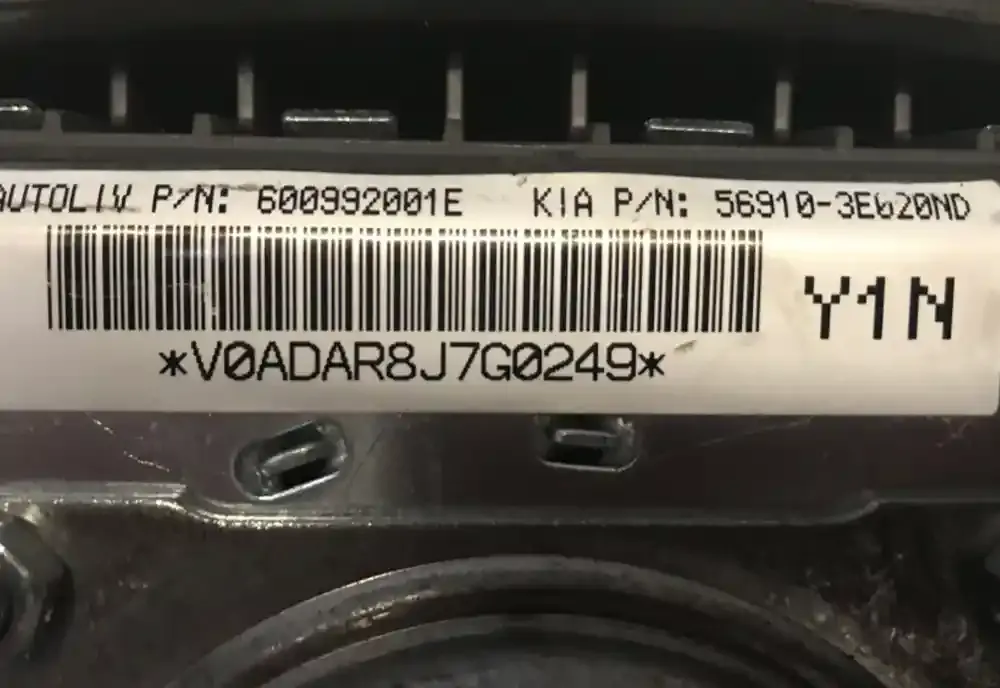 AUTOLIV P/N: 600992001E KIA P/N: 56910-3E620ND
Y1N
*V0ADAR8J7G0249*